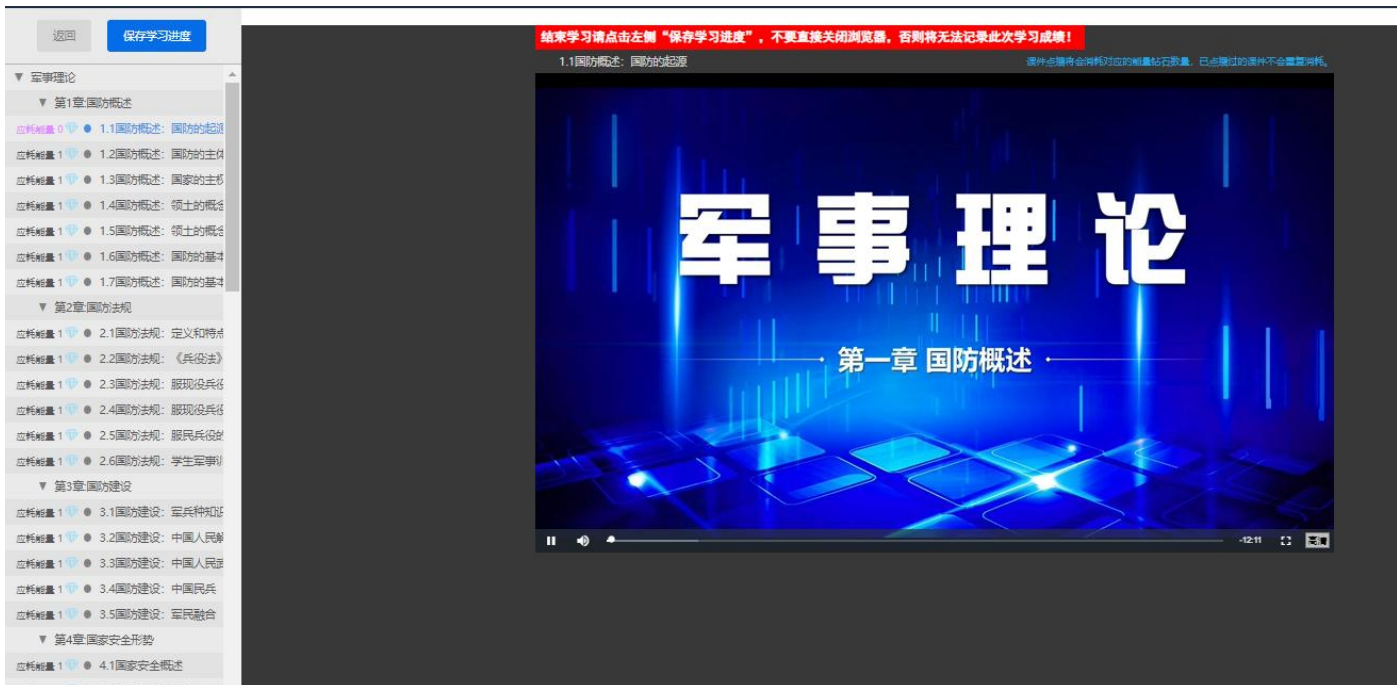 返回
保存学习进度
结束学习请点击左侧“保存学习进度”，不要直接关闭浏览器，否则将无法记录此次学习成绩！
1.1国防概述：国防的起源
课件点播将会消耗对应的能量钻石数量，已点播过的课件不会重复消耗。
▼ 军事理论
▼ 第1章:国防概述
应耗能量 0 ● 1.1国防概述：国防的起源
应耗能量 1 ● 1.2国防概述：国防的主体
应耗能量 1 ● 1.3国防概述：国家的主权
应耗能量 1 ● 1.4国防概述：领土的概念
应耗能量 1 ● 1.5国防概述：领土的概念
应耗能量 1 ● 1.6国防概述：国防的基本
应耗能量 1 ● 1.7国防概述：国防的基本
▼ 第2章:国防法规
应耗能量 1 ● 2.1国防法规：定义和特点
应耗能量 1 ● 2.2国防法规：《兵役法》
应耗能量 1 ● 2.3国防法规：服现役兵役
应耗能量 1 ● 2.4国防法规：服现役兵役
应耗能量 1 ● 2.5国防法规：服民兵役的
应耗能量 1 ● 2.6国防法规：学生军事训
▼ 第3章:国防建设
应耗能量 1 ● 3.1国防建设：军兵种知识
应耗能量 1 ● 3.2国防建设：中国人民解
应耗能量 1 ● 3.3国防建设：中国人民武
应耗能量 1 ● 3.4国防建设：中国民兵
应耗能量 1 ● 3.5国防建设：军民融合
▼ 第4章:国家安全形势
应耗能量 1 ● 4.1国家安全概述
军事理论
第一章 国防概述
-12:11